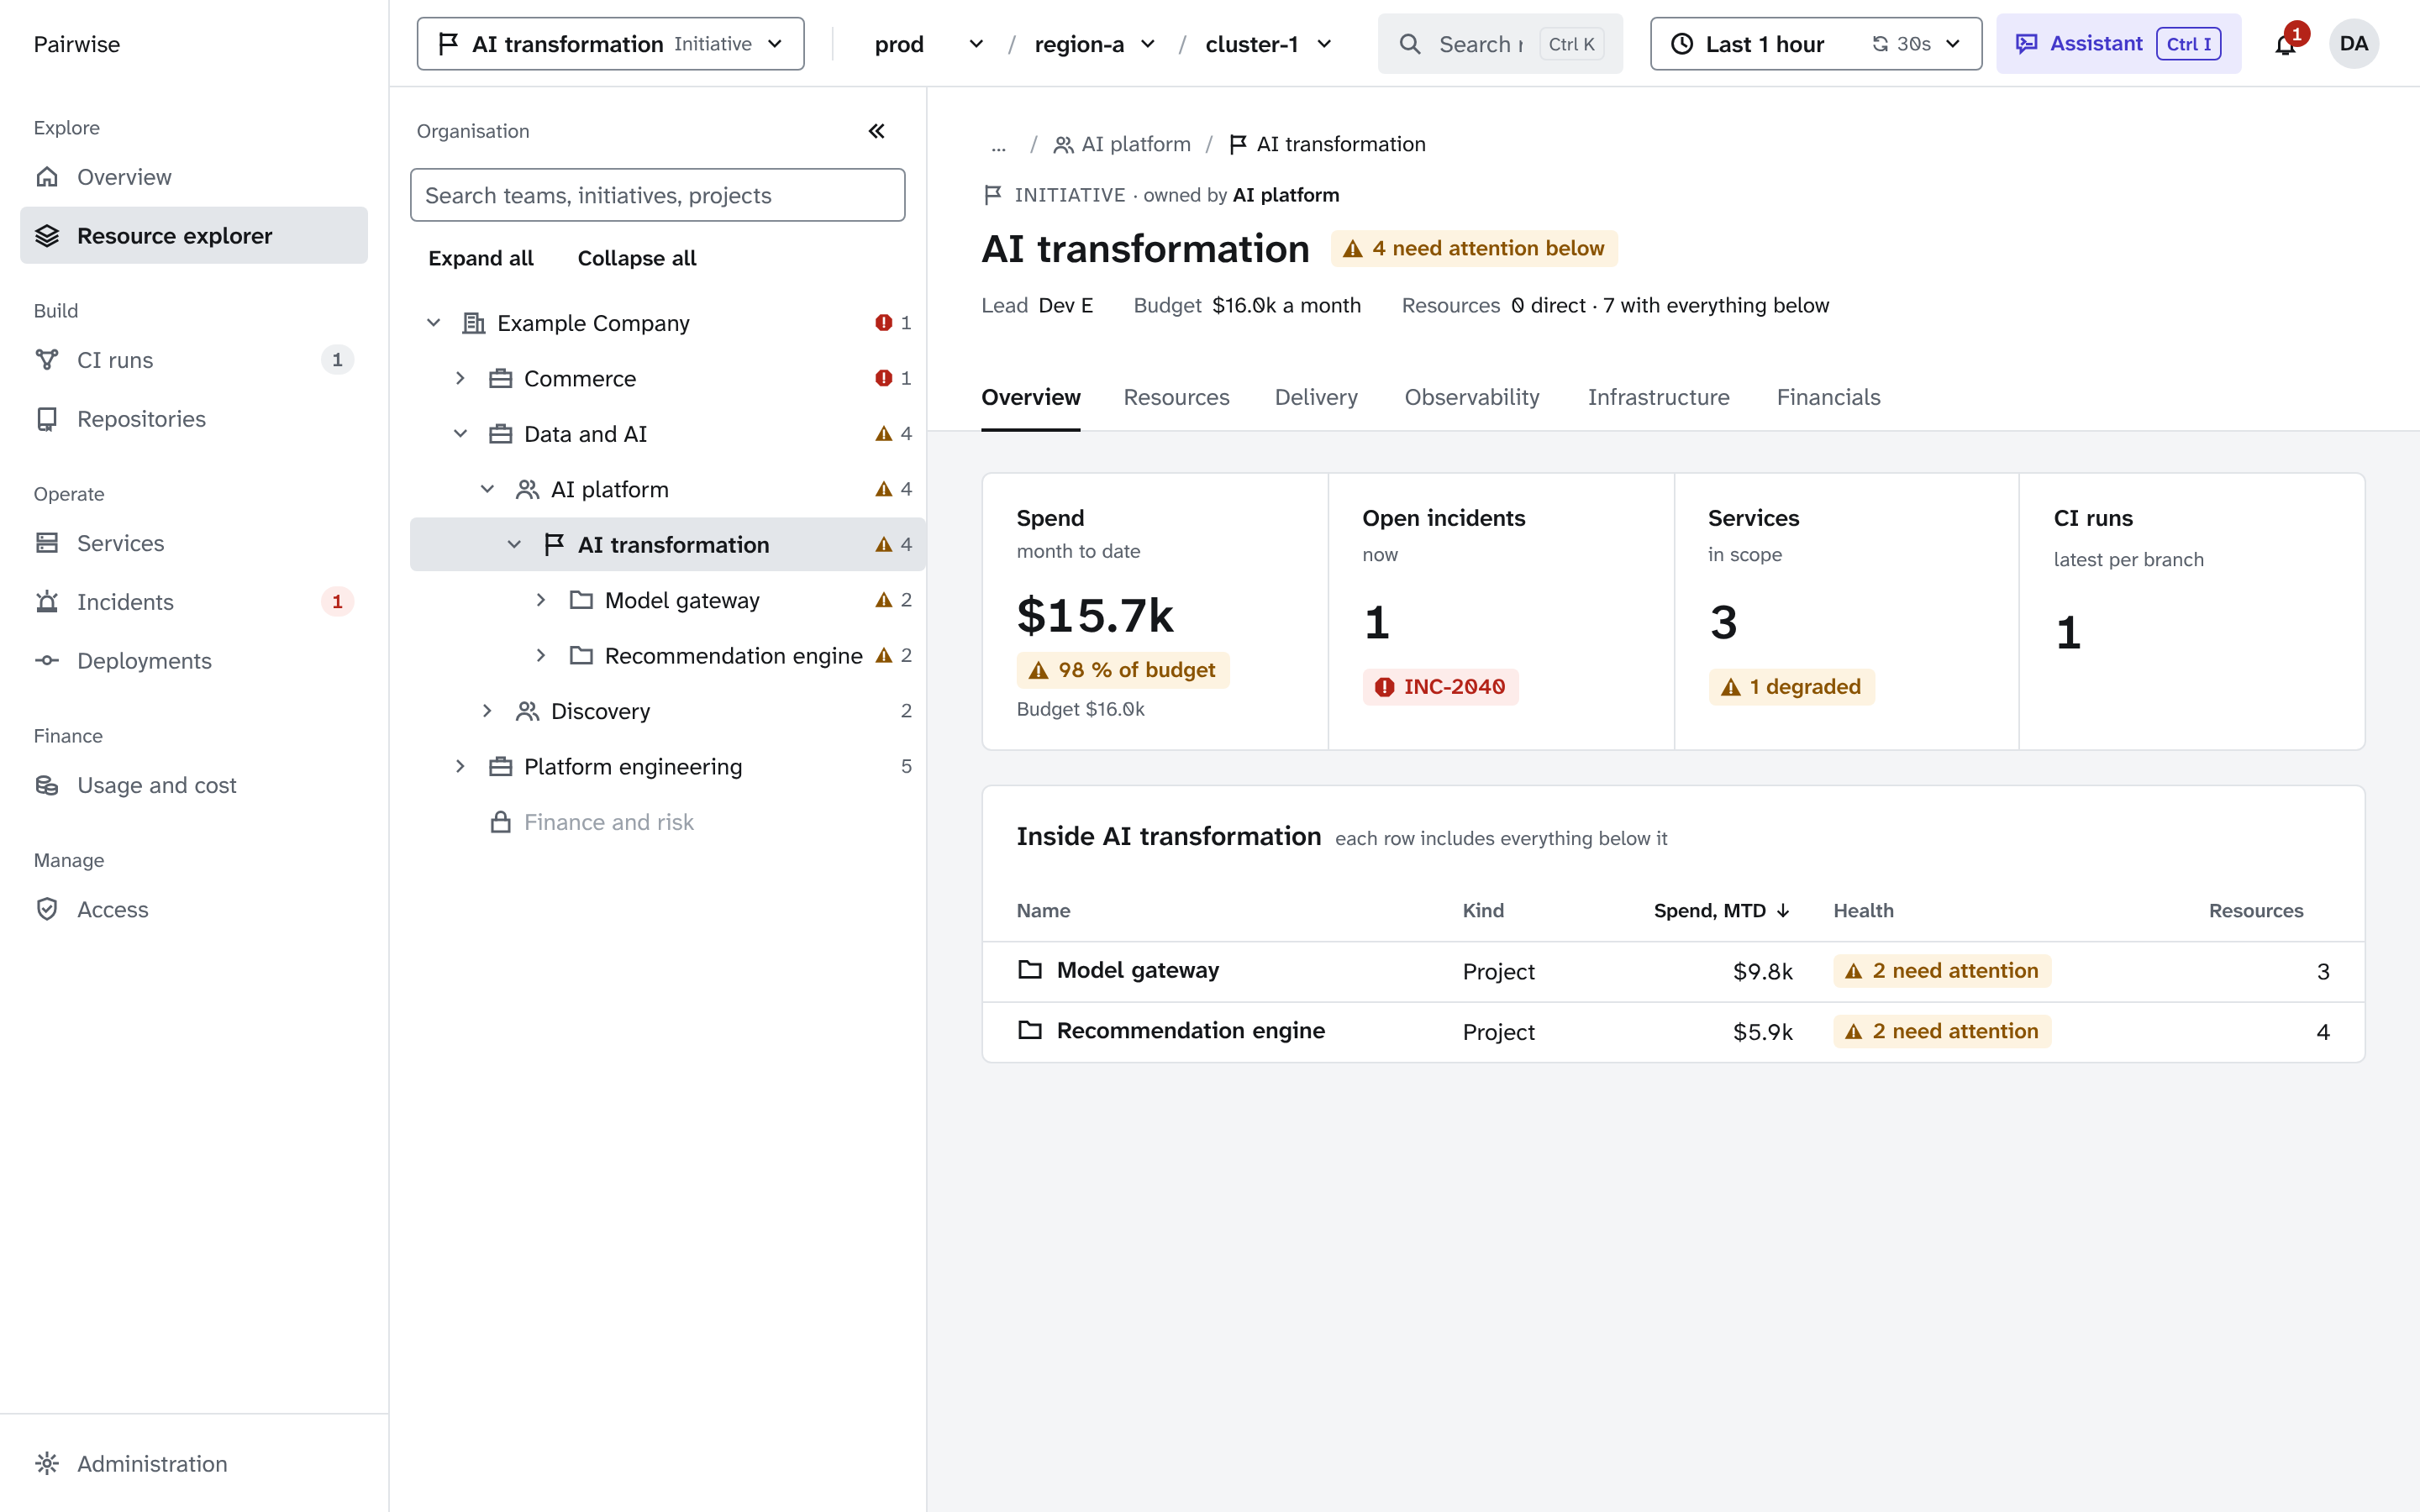 Pairwise
Explore
Overview
Resource explorer
Build
CI runs 1
Repositories
Operate
Services
Incidents 1
Deployments
Finance
Usage and cost
Manage
Access
Administration
AI transformation Initiative
prod / region-a / cluster-1
Search Ctrl K
Last 1 hour 30s
Assistant Ctrl I
1
DA
Organisation
Search teams, initiatives, projects
Expand all Collapse all
Example Company 1
Commerce 1
Data and AI 4
AI platform 4
AI transformation 4
Model gateway 2
Recommendation engine 2
Discovery 2
Platform engineering 5
Finance and risk
... / AI platform / AI transformation
INITIATIVE · owned by AI platform
AI transformation 4 need attention below
Lead Dev E Budget $16.0k a month Resources 0 direct · 7 with everything below
Overview Resources Delivery Observability Infrastructure Financials
Spend
month to date
$15.7k
98 % of budget
Budget $16.0k
Open incidents
now
1
INC-2040
Services
in scope
3
1 degraded
CI runs
latest per branch
1
Inside AI transformation each row includes everything below it
Name Kind Spend, MTD Health Resources
Model gateway Project $9.8k 2 need attention 3
Recommendation engine Project $5.9k 2 need attention 4